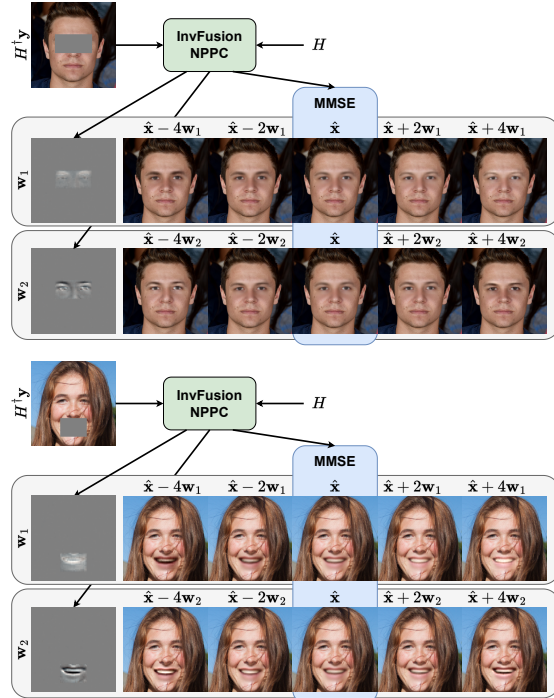 H†y
InvFusion
NPPC
H
MMSE
x̂ − 4w₁ x̂ − 2w₁ x̂ x̂ + 2w₁ x̂ + 4w₁
w₁
x̂ − 4w₂ x̂ − 2w₂ x̂ x̂ + 2w₂ x̂ + 4w₂
w₂
H†y
InvFusion
NPPC
H
MMSE
x̂ − 4w₁ x̂ − 2w₁ x̂ x̂ + 2w₁ x̂ + 4w₁
w₁
x̂ − 4w₂ x̂ − 2w₂ x̂ x̂ + 2w₂ x̂ + 4w₂
w₂